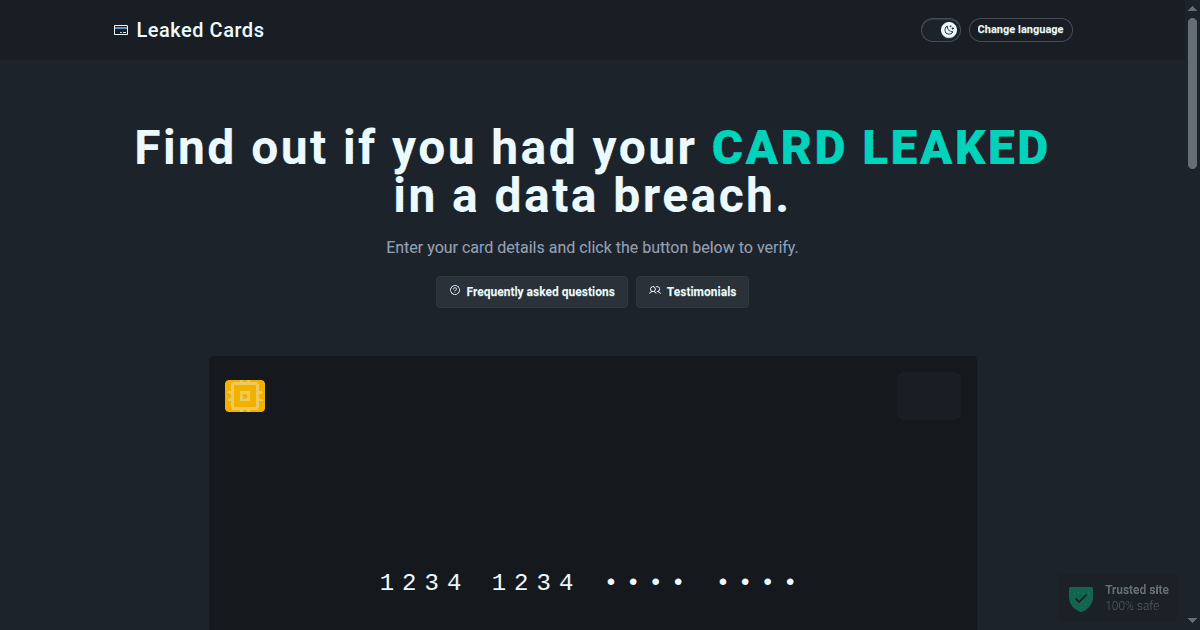 Leaked Cards
Change language
Find out if you had your CARD LEAKED
in a data breach.
Enter your card details and click the button below to verify.
Frequently asked questions
Testimonials
1234 1234 •••• ••••
Trusted site
100% safe